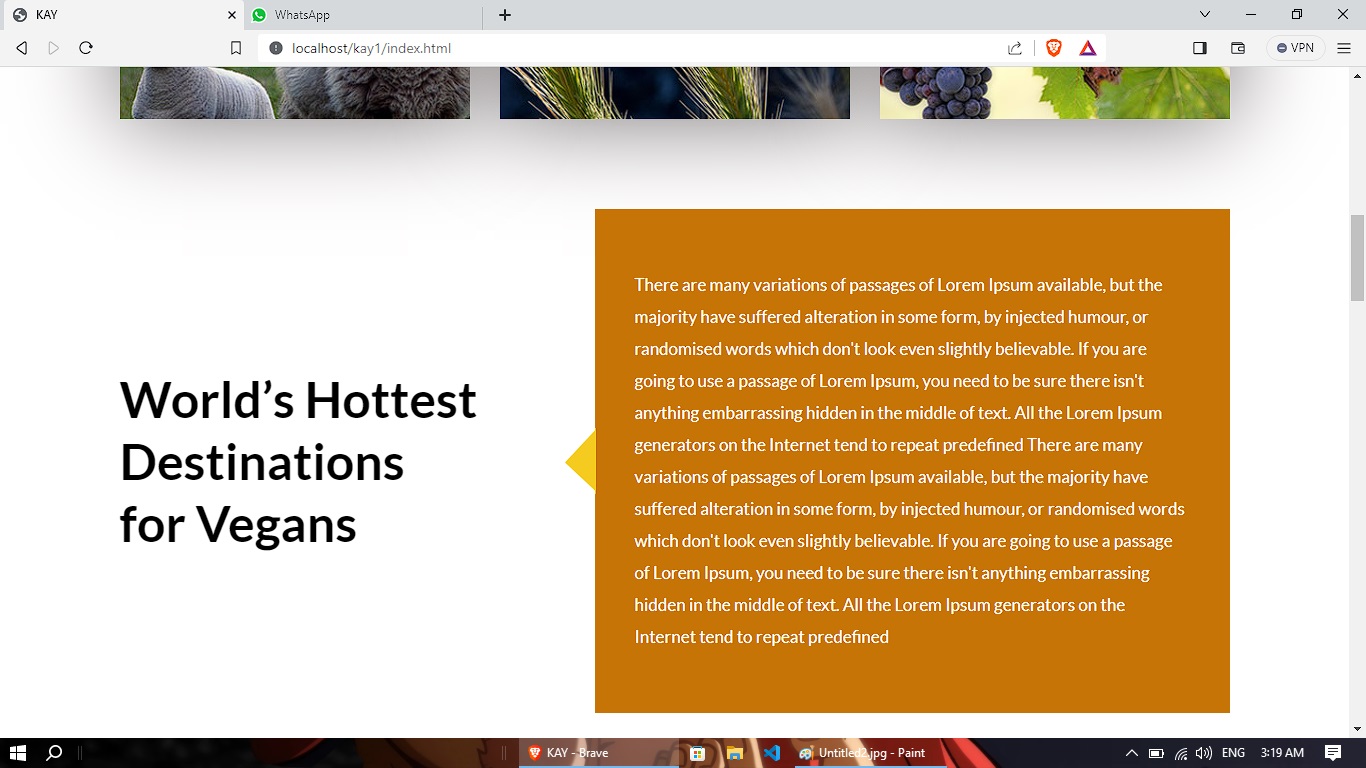 KAY
WhatsApp
localhost/kay1/index.html
VPN
World’s Hottest
Destinations
for Vegans
There are many variations of passages of Lorem Ipsum available, but the
majority have suffered alteration in some form, by injected humour, or
randomised words which don't look even slightly believable. If you are
going to use a passage of Lorem Ipsum, you need to be sure there isn't
anything embarrassing hidden in the middle of text. All the Lorem Ipsum
generators on the Internet tend to repeat predefined There are many
variations of passages of Lorem Ipsum available, but the majority have
suffered alteration in some form, by injected humour, or randomised words
which don't look even slightly believable. If you are going to use a passage
of Lorem Ipsum, you need to be sure there isn't anything embarrassing
hidden in the middle of text. All the Lorem Ipsum generators on the
Internet tend to repeat predefined
KAY - Brave
Untitled2.jpg - Paint
ENG
3:19 AM